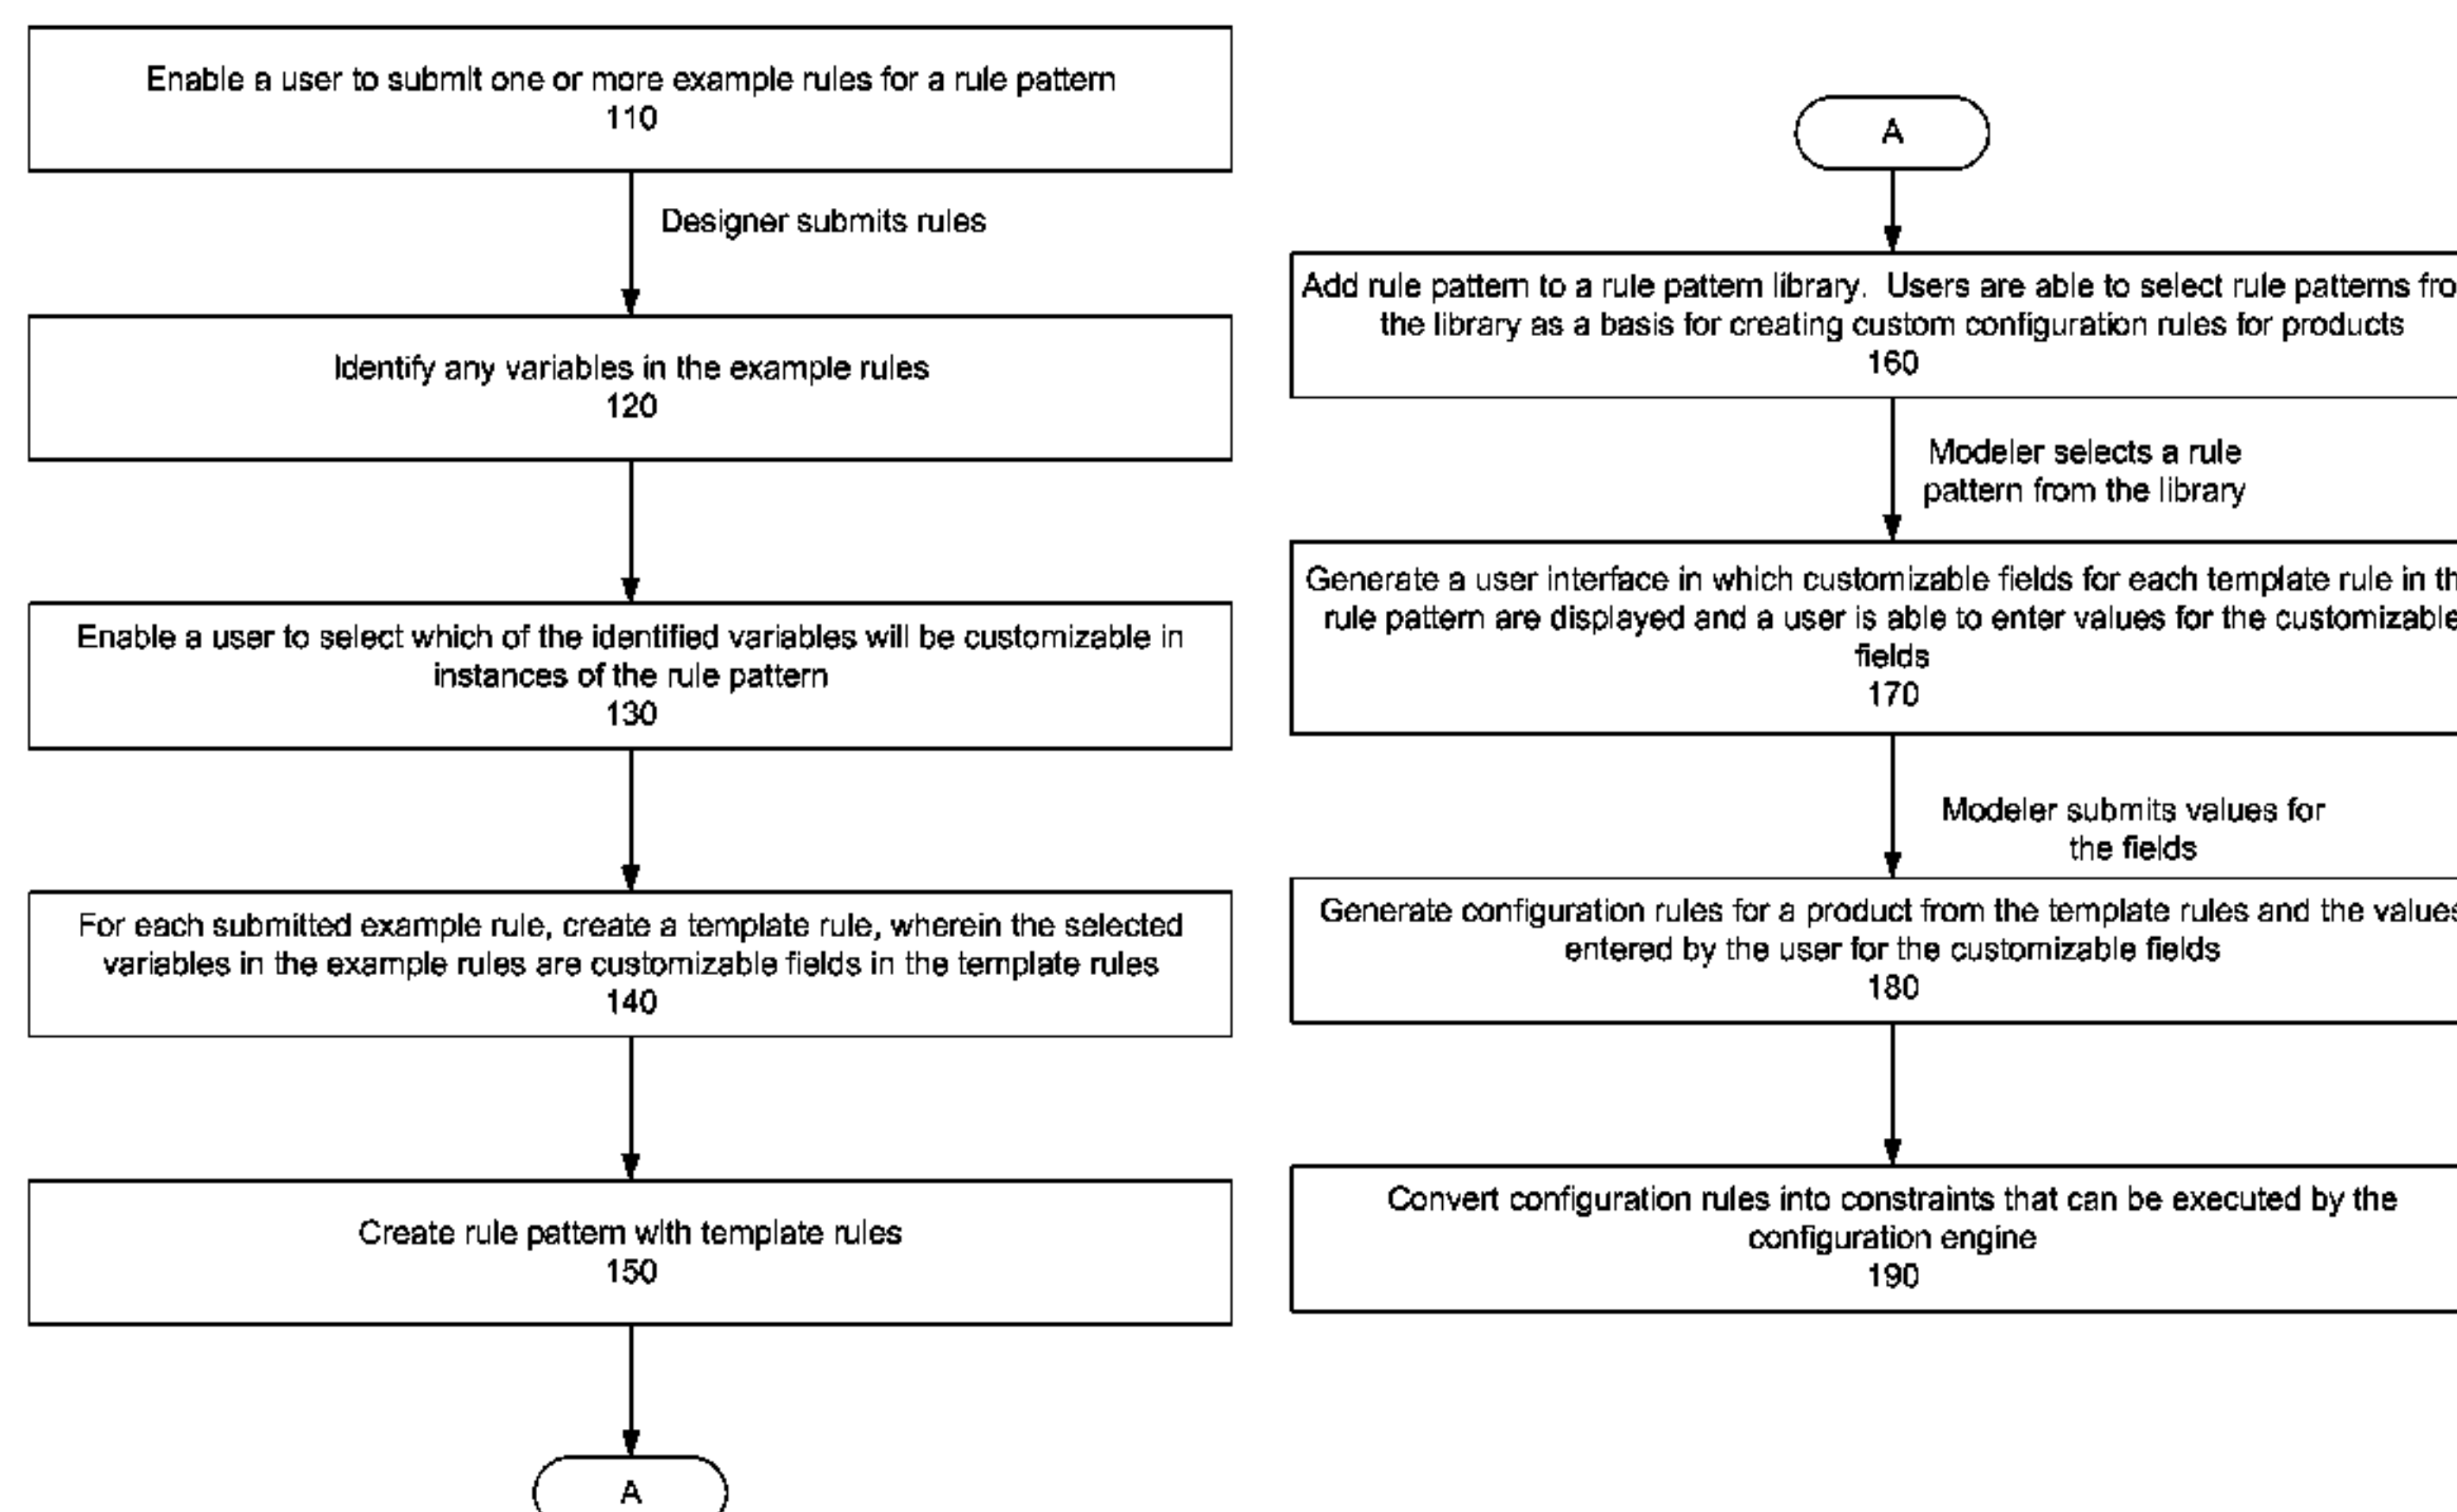 Enable a user to submit one or more example rules for a rule pattern
110
Designer submits rules
Identify any variables in the example rules
120
Enable a user to select which of the identified variables will be customizable in
instances of the rule pattern
130
For each submitted example rule, create a template rule, wherein the selected
variables in the example rules are customizable fields in the template rules
140
Create rule pattern with template rules
150
A
A
Add rule pattern to a rule pattern library. Users are able to select rule patterns
the library as a basis for creating custom configuration rules for products
160
Modeler selects a rule
pattern from the library
Generate a user interface in which customizable fields for each template rule in
rule pattern are displayed and a user is able to enter values for the customizable
fields
170
Modeler submits values for
the fields
Generate configuration rules for a product from the template rules and the values
entered by the user for the customizable fields
180
Convert configuration rules into constraints that can be executed by the
configuration engine
190